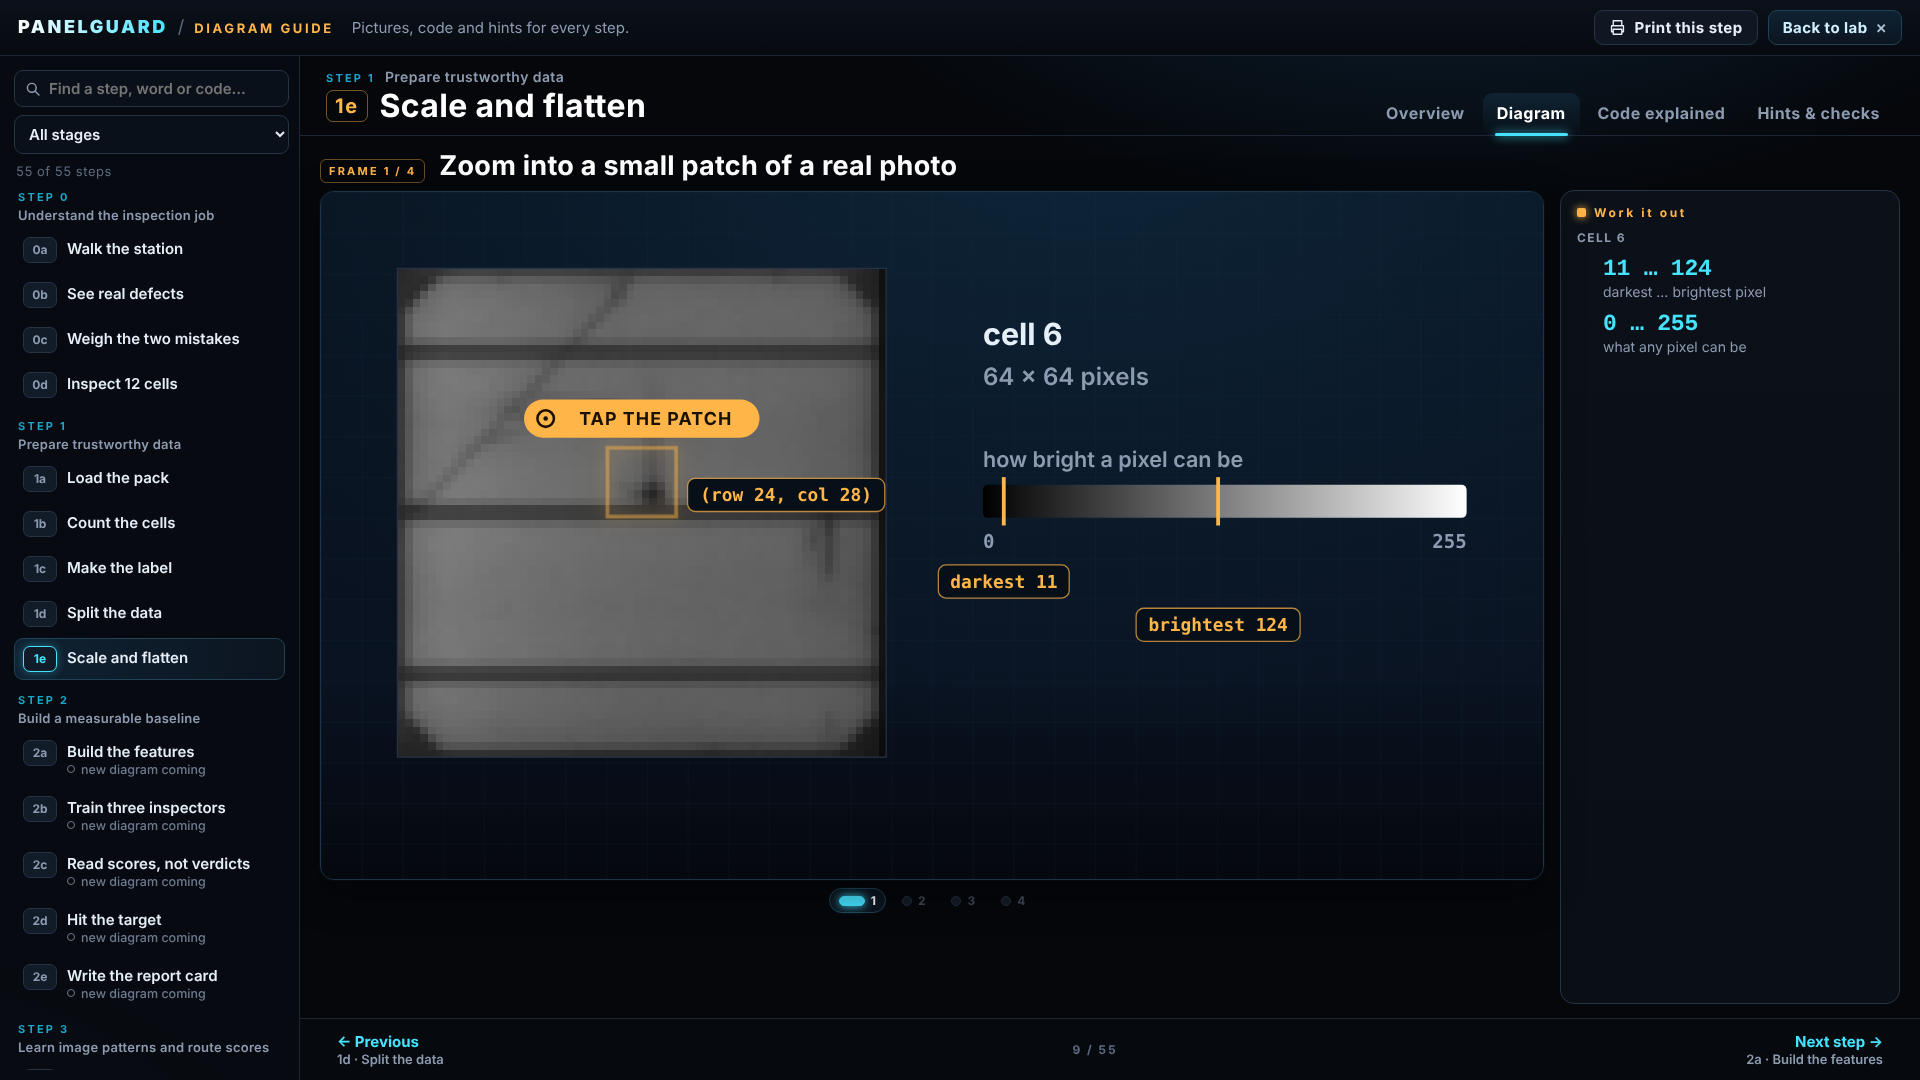 PANELGUARD / DIAGRAM GUIDE Pictures, code and hints for every step.
Print this step
Back to lab ×
Find a step, word or code...
All stages
55 of 55 steps
STEP 0
Understand the inspection job
0a Walk the station
0b See real defects
0c Weigh the two mistakes
0d Inspect 12 cells
STEP 1
Prepare trustworthy data
1a Load the pack
1b Count the cells
1c Make the label
1d Split the data
1e Scale and flatten
STEP 2
Build a measurable baseline
2a Build the features
new diagram coming
2b Train three inspectors
new diagram coming
2c Read scores, not verdicts
new diagram coming
2d Hit the target
new diagram coming
2e Write the report card
new diagram coming
STEP 3
Learn image patterns and route scores
STEP 1 Prepare trustworthy data
1e Scale and flatten
Overview
Diagram
Code explained
Hints & checks
FRAME 1 / 4 Zoom into a small patch of a real photo
TAP THE PATCH
(row 24, col 28)
cell 6
64 × 64 pixels
how bright a pixel can be
0 255
darkest 11
brightest 124
1 2 3 4
Work it out
CELL 6
11 … 124
darkest … brightest pixel
0 … 255
what any pixel can be
← Previous
1d · Split the data
9 / 55
Next step →
2a · Build the features